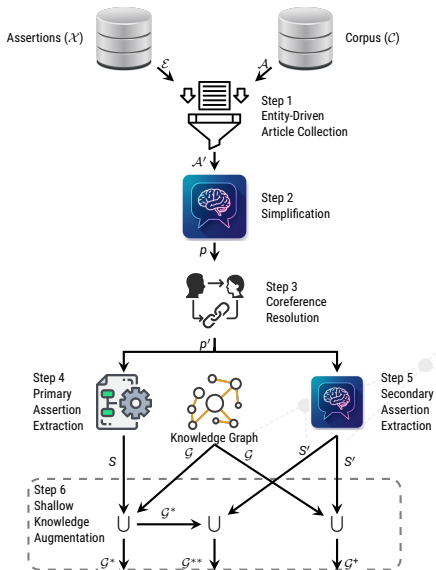 Assertions (𝒳)
Corpus (𝒞)
ℰ
𝒜
Step 1
Entity-Driven
Article Collection
𝒜′
Step 2
Simplification
p
Step 3
Coreference
Resolution
p′
Step 4
Primary
Assertion
Extraction
Knowledge Graph
Step 5
Secondary
Assertion
Extraction
S
𝒢
𝒢
S′
S′
Step 6
Shallow
Knowledge
Augmentation
∪
𝒢*
∪
∪
𝒢*
𝒢**
𝒢+